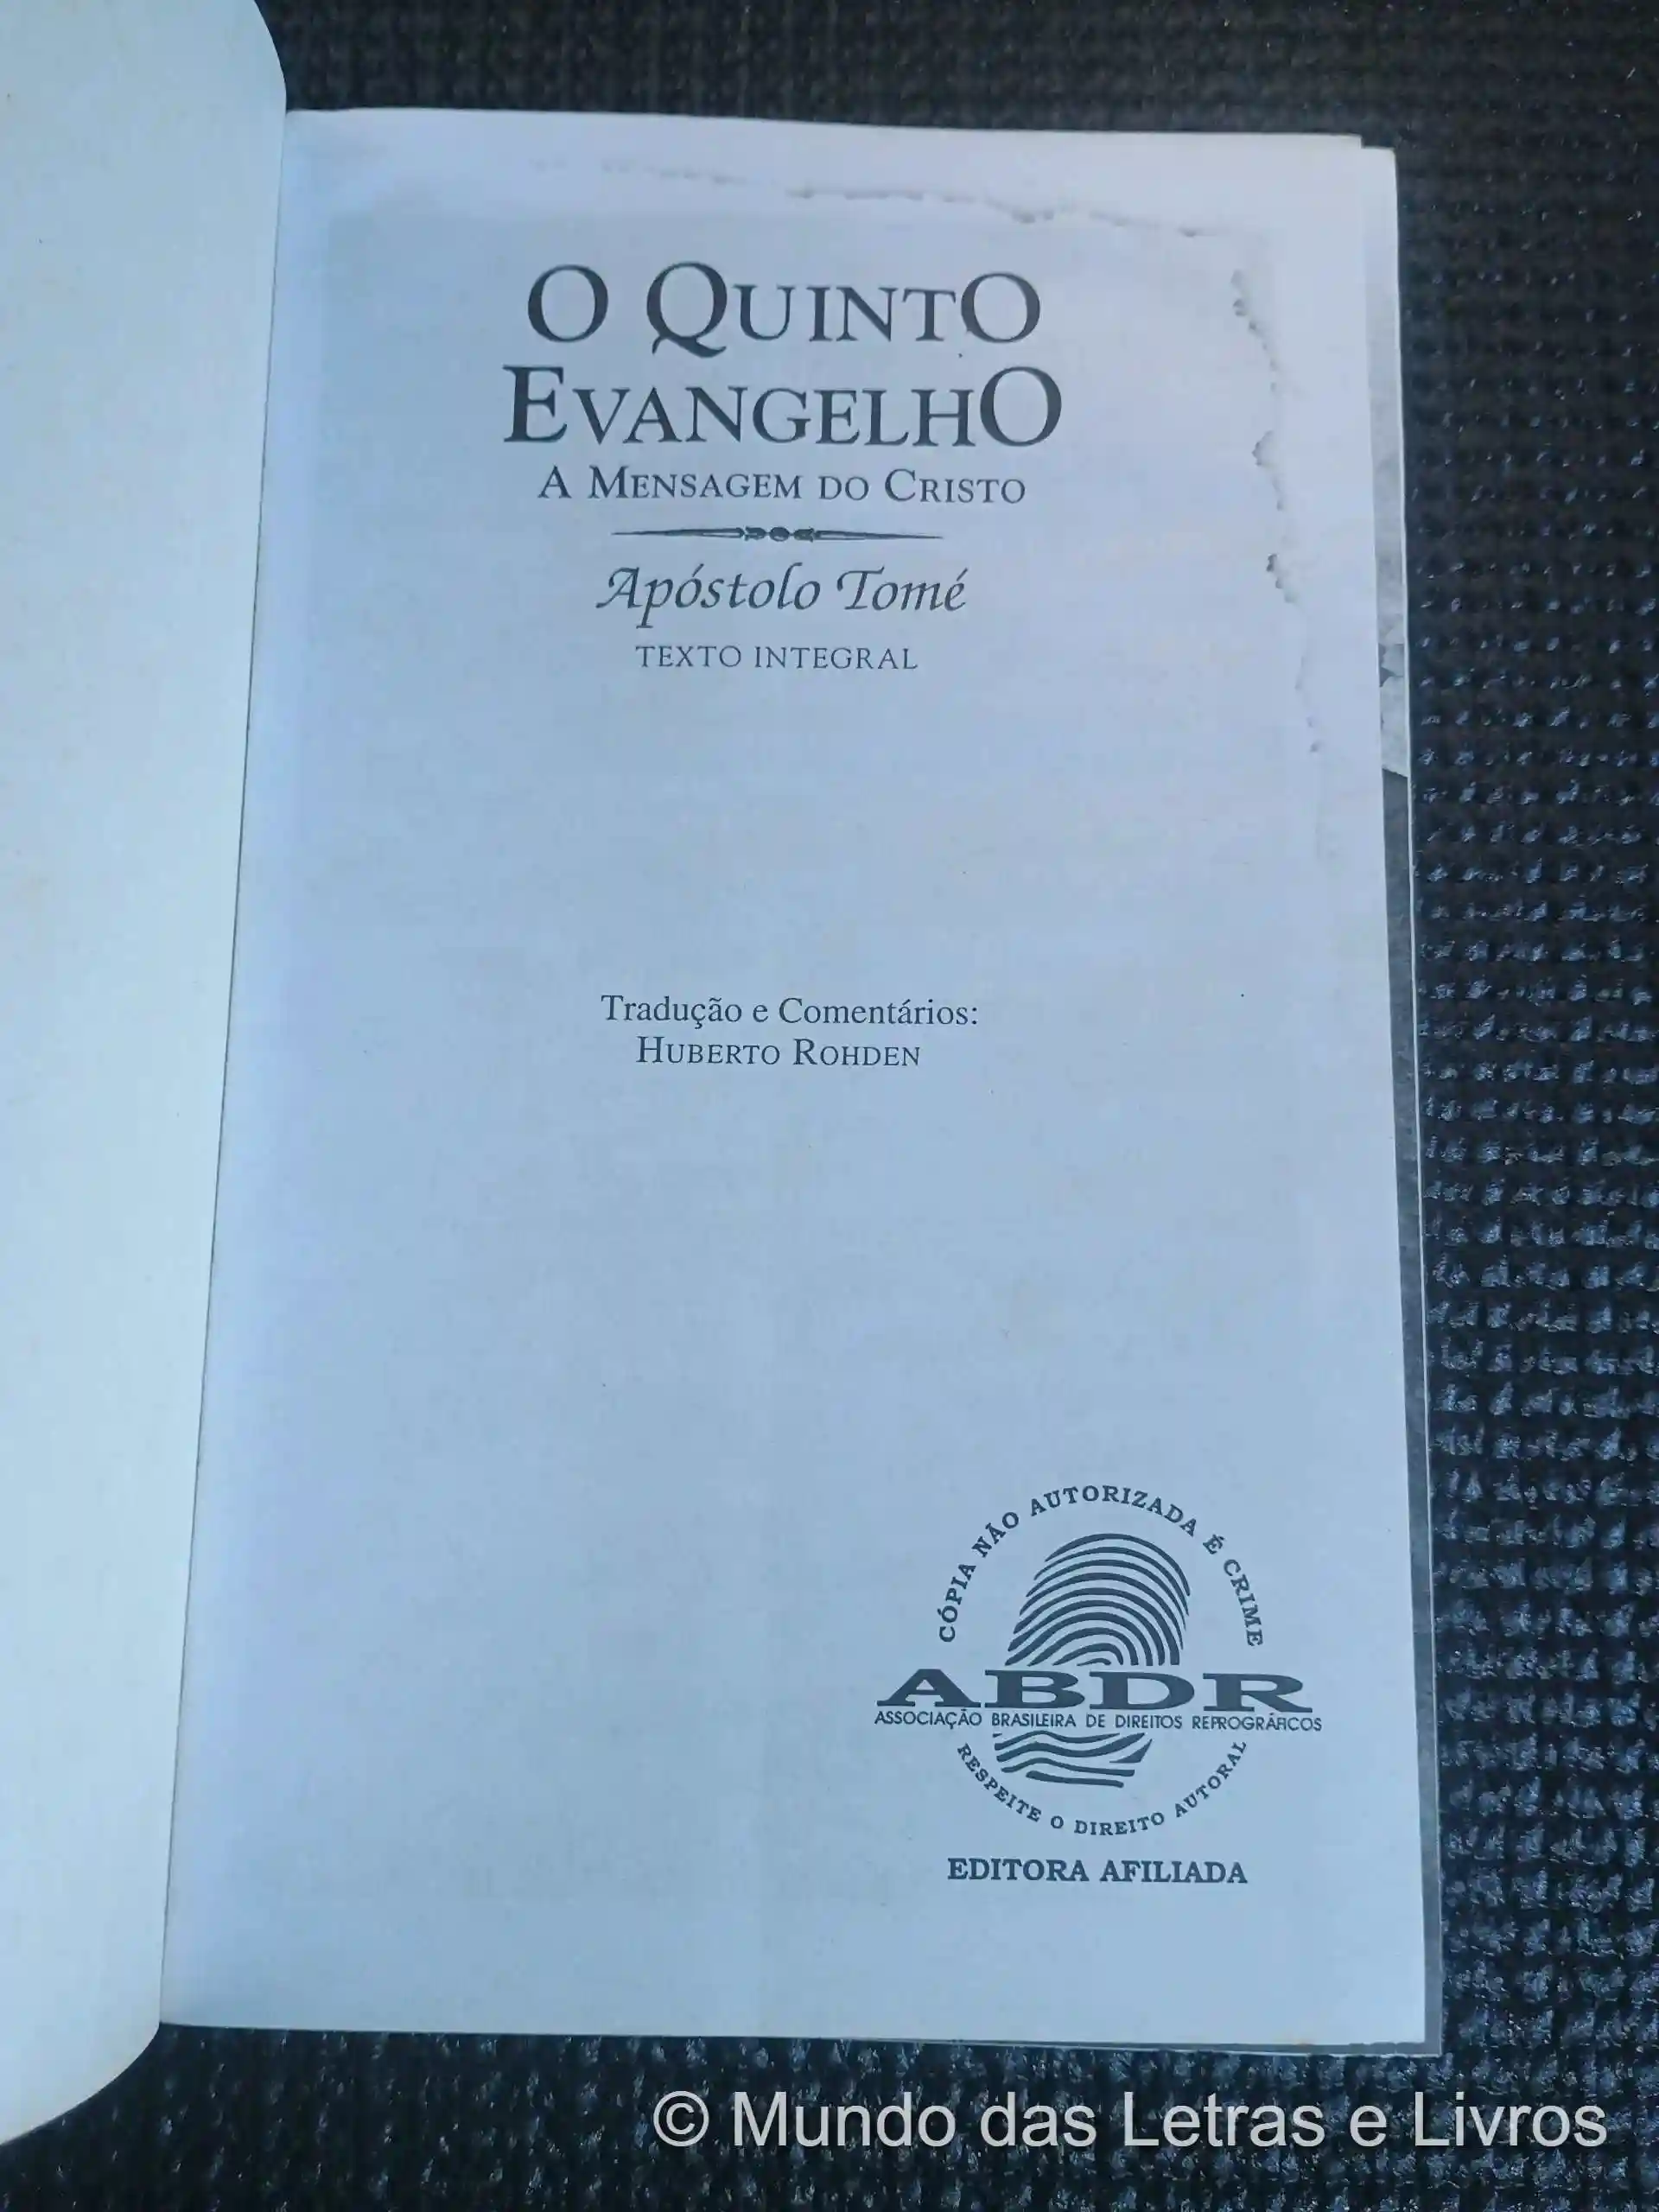 O QUINTO
EVANGELHO
A MENSAGEM DO CRISTO
Apóstolo Tomé
TEXTO INTEGRAL
Tradução e Comentários:
HUBERTO ROHDEN
CÓPIA NÃO AUTORIZADA É CRIME
ABDR
ASSOCIAÇÃO BRASILEIRA DE DIREITOS REPROGRÁFICOS
RESPEITE O DIREITO AUTORAL
EDITORA AFILIADA
© Mundo das Letras e Livros